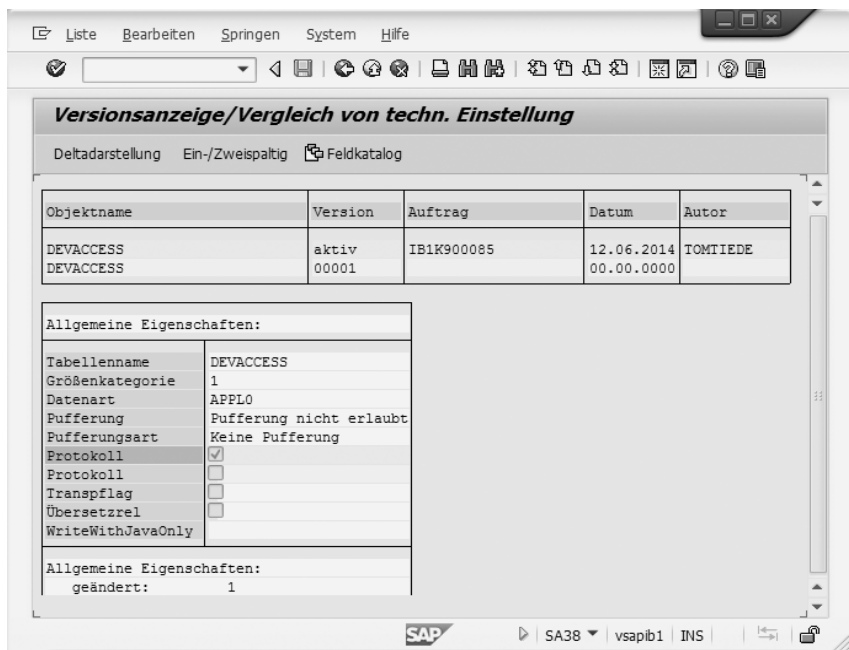 Liste Bearbeiten Springen System Hilfe
Versionsanzeige/Vergleich von techn. Einstellung
Deltadarstellung Ein-/Zweispaltig Feldkatalog
Objektname Version Auftrag Datum Autor
DEVACCESS aktiv IB1K900085 12.06.2014 TOMTIEDE
DEVACCESS 00001 00.00.0000
Allgemeine Eigenschaften:
Tabellenname DEVACCESS
Größenkategorie 1
Datenart APPL0
Pufferung Pufferung nicht erlaubt
Pufferungsart Keine Pufferung
Protokoll
Protokoll
Transpflag
Übersetzrel
WriteWithJavaOnly
Allgemeine Eigenschaften:
geändert: 1
SAP SA38 vsapib1 INS